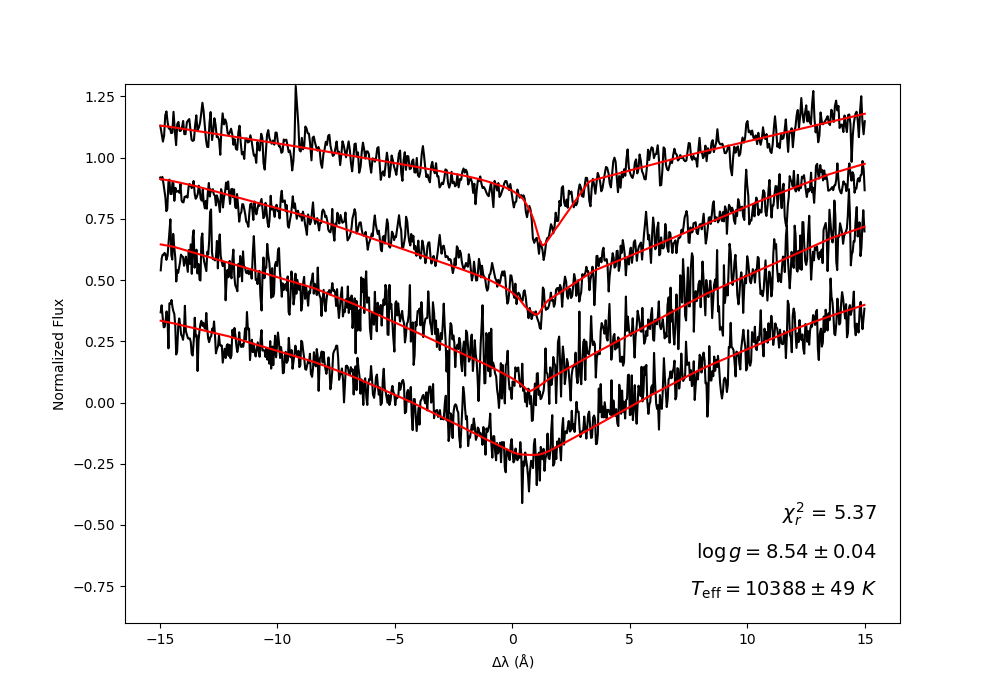 1.25
1.00
0.75
0.50
0.25
0.00
−0.25
−0.50
−0.75
Normalized Flux
χ²ᵣ = 5.37
log g = 8.54 ± 0.04
T_eff = 10388 ± 49 K
−15 −10 −5 0 5 10 15
Δλ (Å)